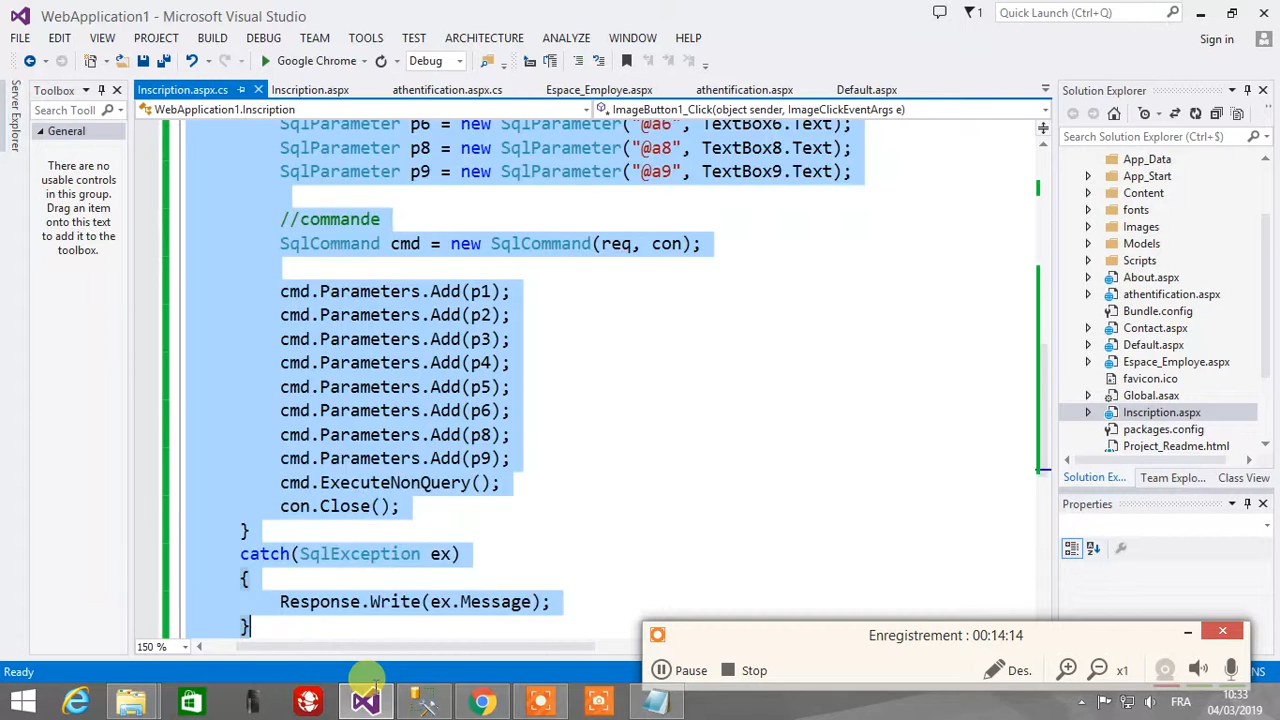 WebApplication1 - Microsoft Visual Studio
1
Quick Launch (Ctrl+Q)
FILE EDIT VIEW PROJECT BUILD DEBUG TEAM TOOLS TEST ARCHITECTURE ANALYZE WINDOW HELP
Sign in
Google Chrome
Debug
Server Explorer
Toolbox
Search Tool
General
There are no
usable controls
in this group.
Drag an item
onto this text
to add it to the
toolbox.
Inscription.aspx.cs
Inscription.aspx
athentification.aspx.cs
Espace_Employe.aspx
athentification.aspx
Default.aspx
WebApplication1.Inscription
ImageButton1_Click(object sender, ImageClickEventArgs e)
SqlParameter p6 = new SqlParameter("@a6", TextBox6.Text);
SqlParameter p8 = new SqlParameter("@a8", TextBox8.Text);
SqlParameter p9 = new SqlParameter("@a9", TextBox9.Text);
//commande
SqlCommand cmd = new SqlCommand(req, con);
cmd.Parameters.Add(p1);
cmd.Parameters.Add(p2);
cmd.Parameters.Add(p3);
cmd.Parameters.Add(p4);
cmd.Parameters.Add(p5);
cmd.Parameters.Add(p6);
cmd.Parameters.Add(p8);
cmd.Parameters.Add(p9);
cmd.ExecuteNonQuery();
con.Close();
}
catch(SqlException ex)
{
Response.Write(ex.Message);
}
150 %
Solution Explorer
Search Solution Explorer (Ctrl+$)
App_Data
App_Start
Content
fonts
Images
Models
Scripts
About.aspx
athentification.aspx
Bundle.config
Contact.aspx
Default.aspx
Espace_Employe.aspx
favicon.ico
Global.asax
Inscription.aspx
packages.config
Project_Readme.html
Solution Ex...
Team Explo...
Class View
Properties
Enregistrement : 00:14:14
Pause
Stop
Des.
x1
Ready
NS
FRA
10:33
04/03/2019